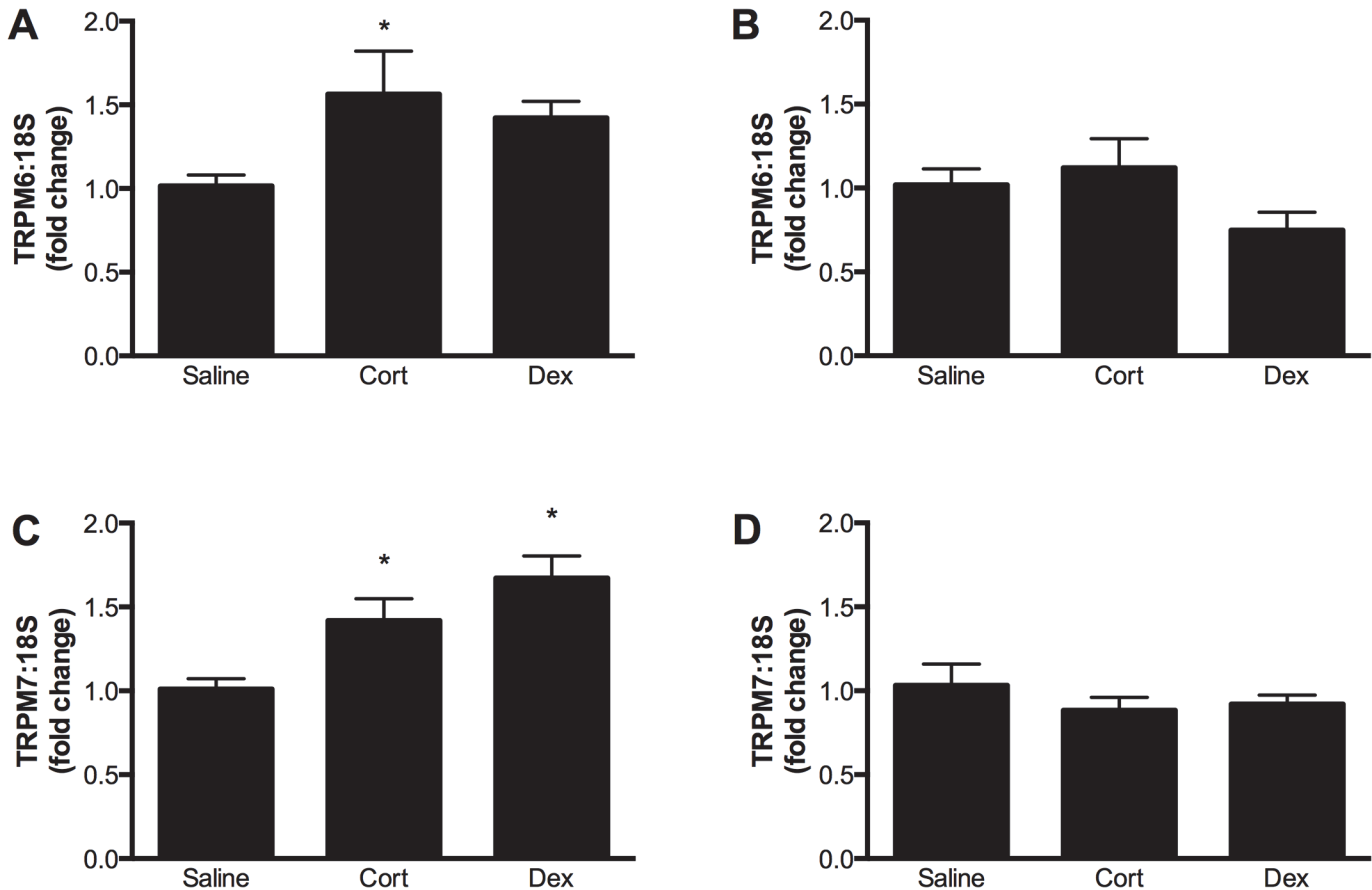 A
TRPM6:18S
(fold change)
2.0
1.5
1.0
0.5
0.0
*
Saline Cort Dex
B
TRPM6:18S
(fold change)
2.0
1.5
1.0
0.5
0.0
Saline Cort Dex
C
TRPM7:18S
(fold change)
2.0
1.5
1.0
0.5
0.0
*
*
Saline Cort Dex
D
TRPM7:18S
(fold change)
2.0
1.5
1.0
0.5
0.0
Saline Cort Dex